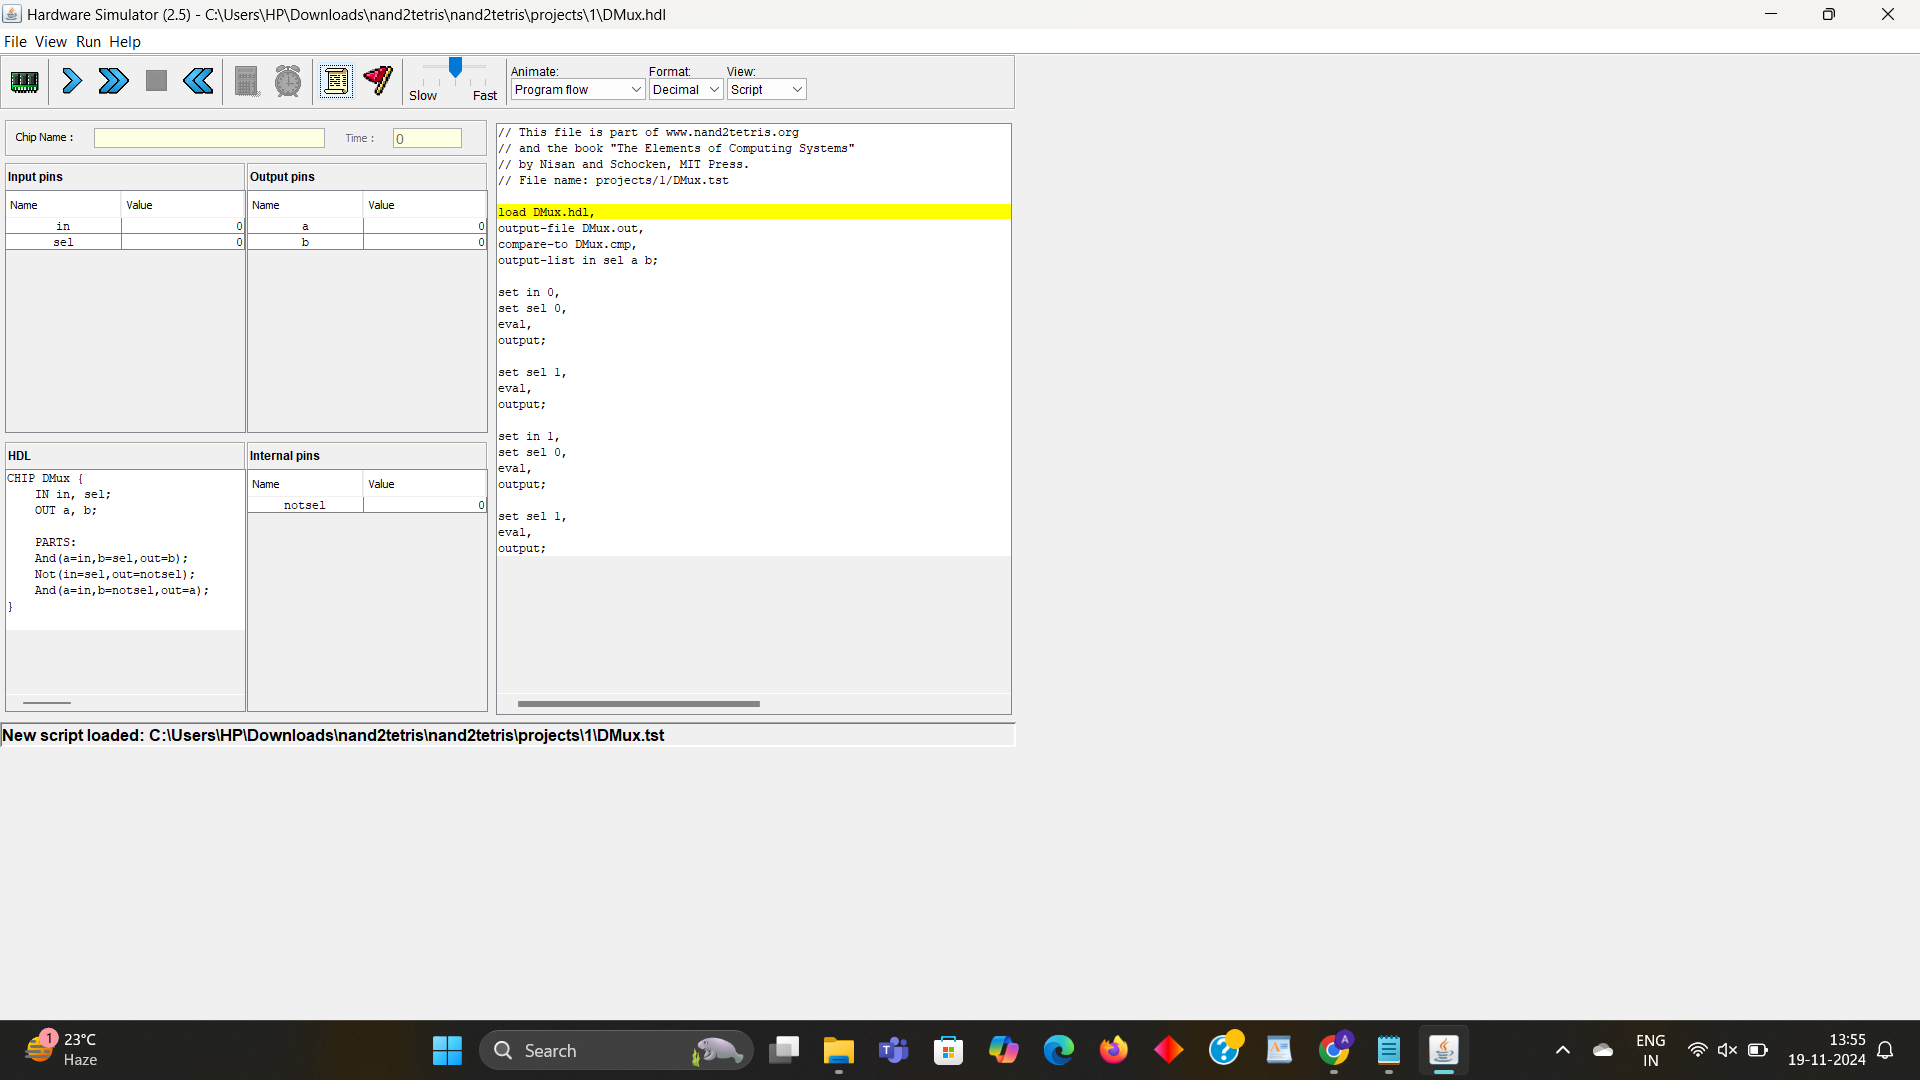 Hardware Simulator (2.5) - C:\Users\HP\Downloads\nand2tetris\nand2tetris\projects\1\DMux.hdl
File View Run Help
Slow Fast
Animate: Format: View:
Program flow Decimal Script
Chip Name : Time : 0
Input pins Output pins
Name Value Name Value
in 0 a 0
sel 0 b 0
HDL Internal pins
Name Value
notsel 0
CHIP DMux {
IN in, sel;
OUT a, b;
PARTS:
And(a=in,b=sel,out=b);
Not(in=sel,out=notsel);
And(a=in,b=notsel,out=a);
}
// This file is part of www.nand2tetris.org
// and the book "The Elements of Computing Systems"
// by Nisan and Schocken, MIT Press.
// File name: projects/1/DMux.tst
load DMux.hdl,
output-file DMux.out,
compare-to DMux.cmp,
output-list in sel a b;
set in 0,
set sel 0,
eval,
output;
set sel 1,
eval,
output;
set in 1,
set sel 0,
eval,
output;
set sel 1,
eval,
output;
New script loaded: C:\Users\HP\Downloads\nand2tetris\nand2tetris\projects\1\DMux.tst
1
23°C
Haze
Search
A
ENG
IN
13:55
19-11-2024